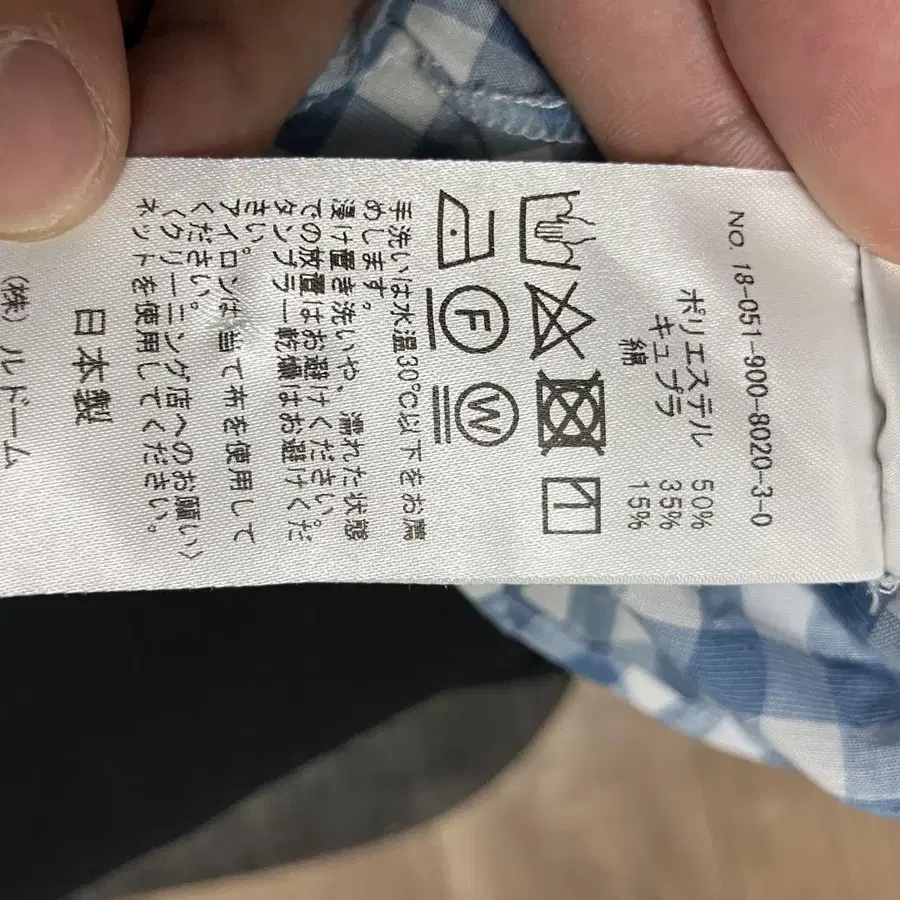 NO. 18-051-900-8020-3-0
ポリエステル 50%
キュプラ 35%
綿 15%
F
W
手洗いは水温30℃以下をお薦
めします。
浸け置き洗いや、濡れた状態
での放置はお避けください。
タンブラー乾燥はお避けくだ
さい。
アイロンは当て布を使用して
ください。
〈クリーニング店へのお願い〉
ネットを使用してください。
日本製
(株)ルドーム